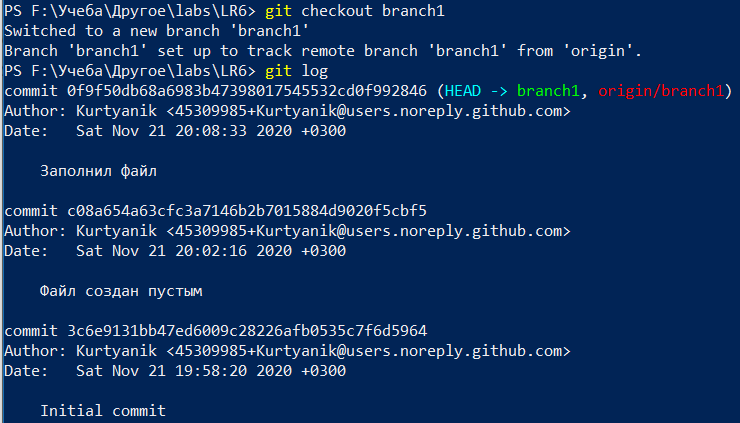 PS F:\Учеба\Другое\labs\LR6> git checkout branch1
Switched to a new branch 'branch1'
Branch 'branch1' set up to track remote branch 'branch1' from 'origin'.
PS F:\Учеба\Другое\labs\LR6> git log
commit 0f9f50db68a6983b47398017545532cd0f992846 (HEAD -> branch1, origin/branch1)
Author: Kurtyanik <45309985+Kurtyanik@users.noreply.github.com>
Date:   Sat Nov 21 20:08:33 2020 +0300
    Заполнил файл
commit c08a654a63cfc3a7146b2b7015884d9020f5cbf5
Author: Kurtyanik <45309985+Kurtyanik@users.noreply.github.com>
Date:   Sat Nov 21 20:02:16 2020 +0300
    Файл создан пустым
commit 3c6e9131bb47ed6009c28226afb0535c7f6d5964
Author: Kurtyanik <45309985+Kurtyanik@users.noreply.github.com>
Date:   Sat Nov 21 19:58:20 2020 +0300
    Initial commit